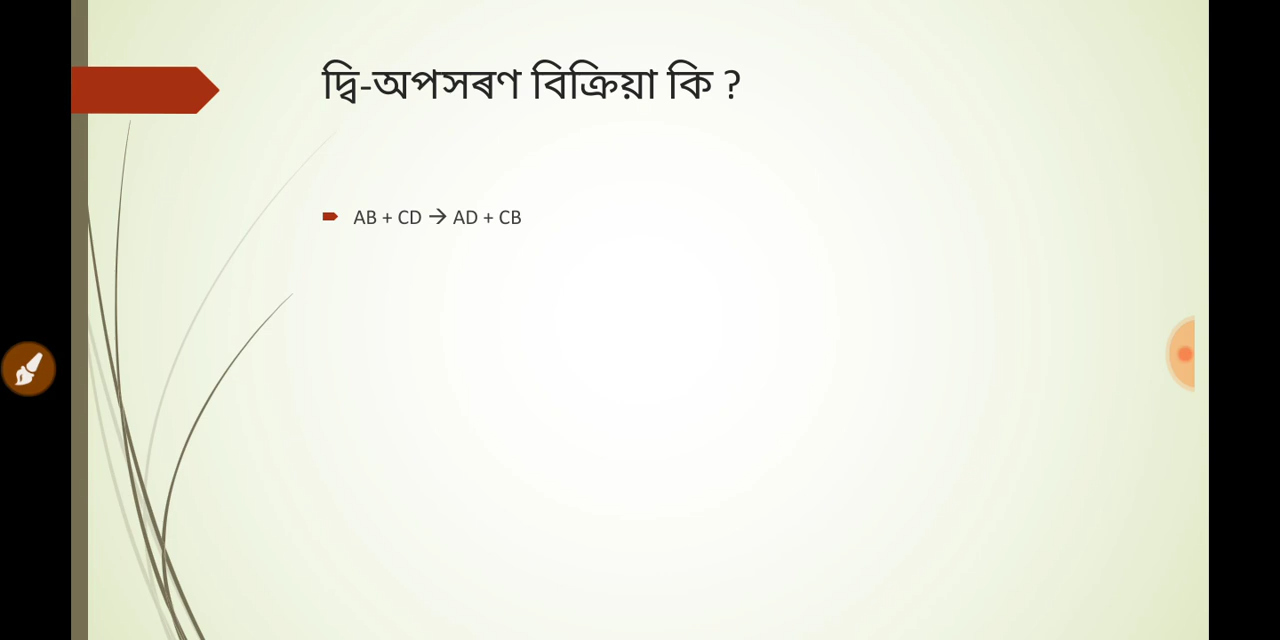 দ্বি-অপসৰণ বিক্রিয়া কি ?
AB + CD → AD + CB